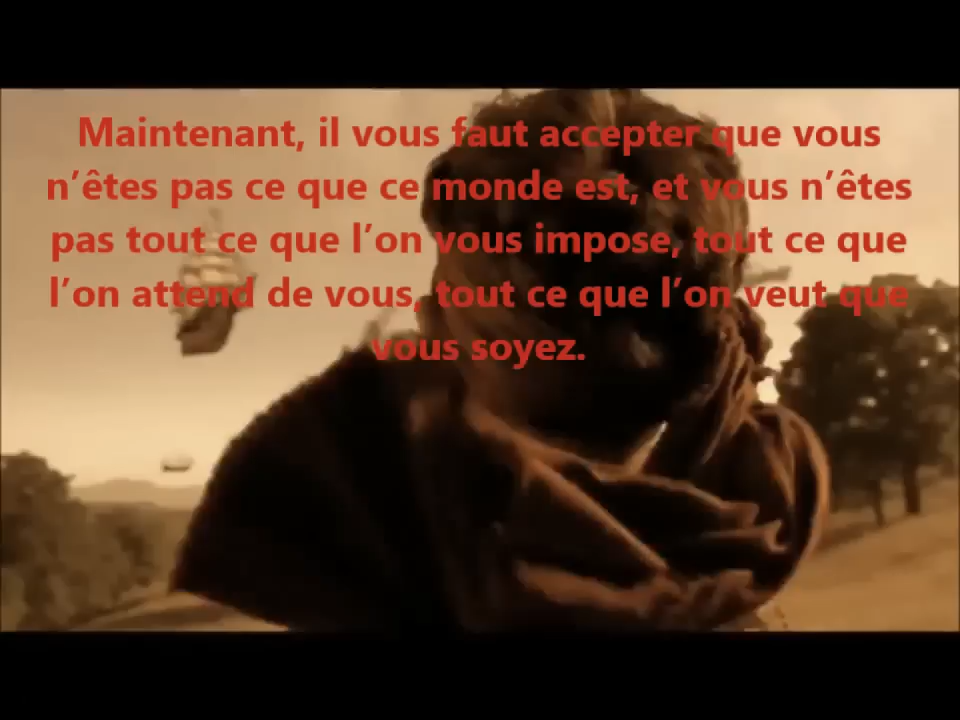 Maintenant, il vous faut accepter que vous
n’êtes pas ce que ce monde est, et vous n’êtes
pas tout ce que l’on vous impose, tout ce que
l’on attend de vous, tout ce que l’on veut que
vous soyez.